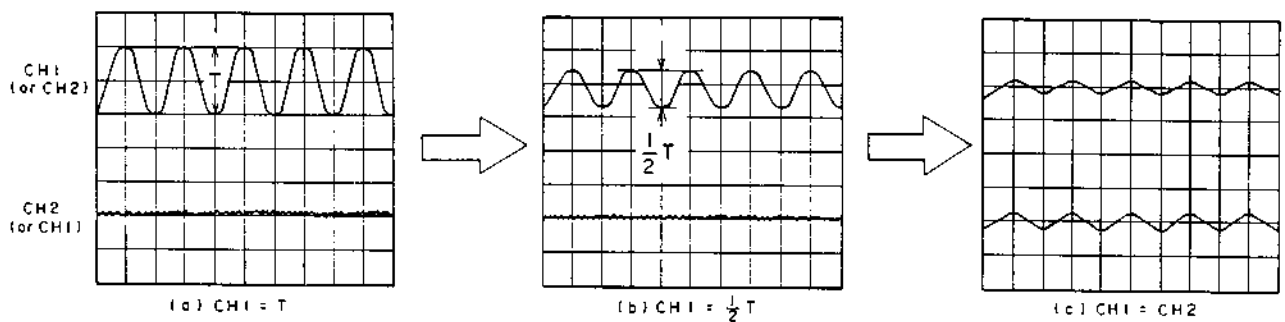 CH1
(or CH2)
T
CH2
(or CH1)
(a) CH1 = T
1/2 T
(b) CH1 = 1/2 T
(c) CH1 = CH2